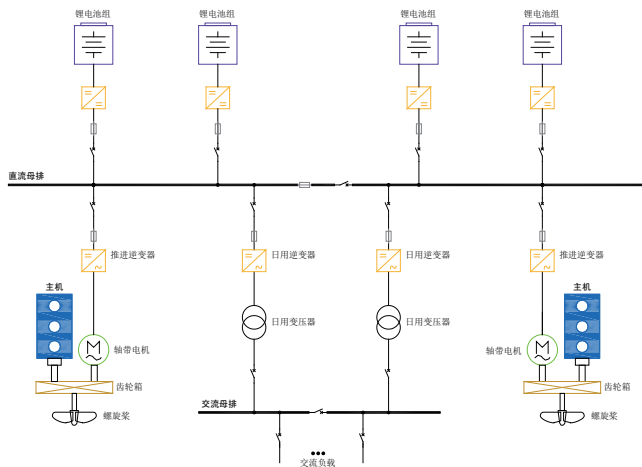 锂电池组
锂电池组
锂电池组
锂电池组
直流母排
推进逆变器
日用逆变器
日用逆变器
推进逆变器
主机
主机
日用变压器
日用变压器
M
轴带电机
轴带电机
M
齿轮箱
齿轮箱
交流母排
螺旋桨
螺旋桨
交流负载